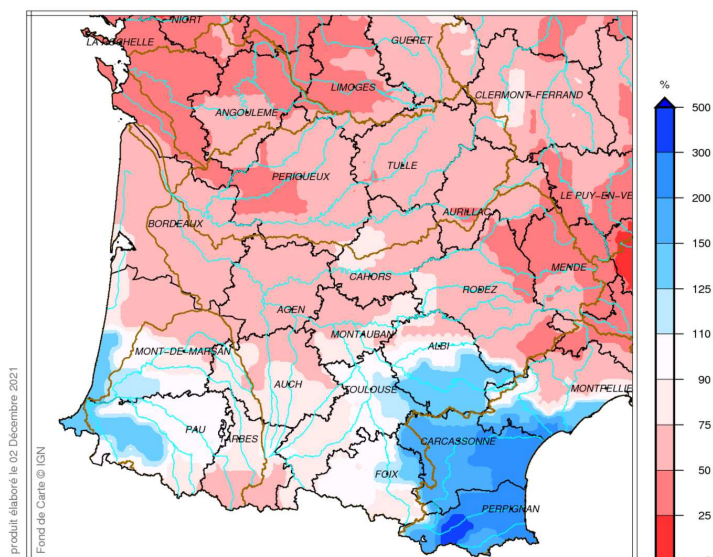 NIORT
GUERET
LIMOGES
CLERMONT-FERRAND
ANGOULEME
PERIGUEUX
TULLE
LE PUY-EN-VE
AURILLAC
BORDEAUX
CAHORS
MENDE
RODEZ
AGEN
MONTAUBAN
ALBI
MONT-DE-MARSAN
AUCH
TOULOUSE
MONTPELLIE
PAU
TARBES
CARCASSONNE
FOIX
PERPIGNAN
%
500
300
200
150
125
110
90
75
50
25
produit élaboré le 02 Décembre 2021
Fond de Carte © IGN